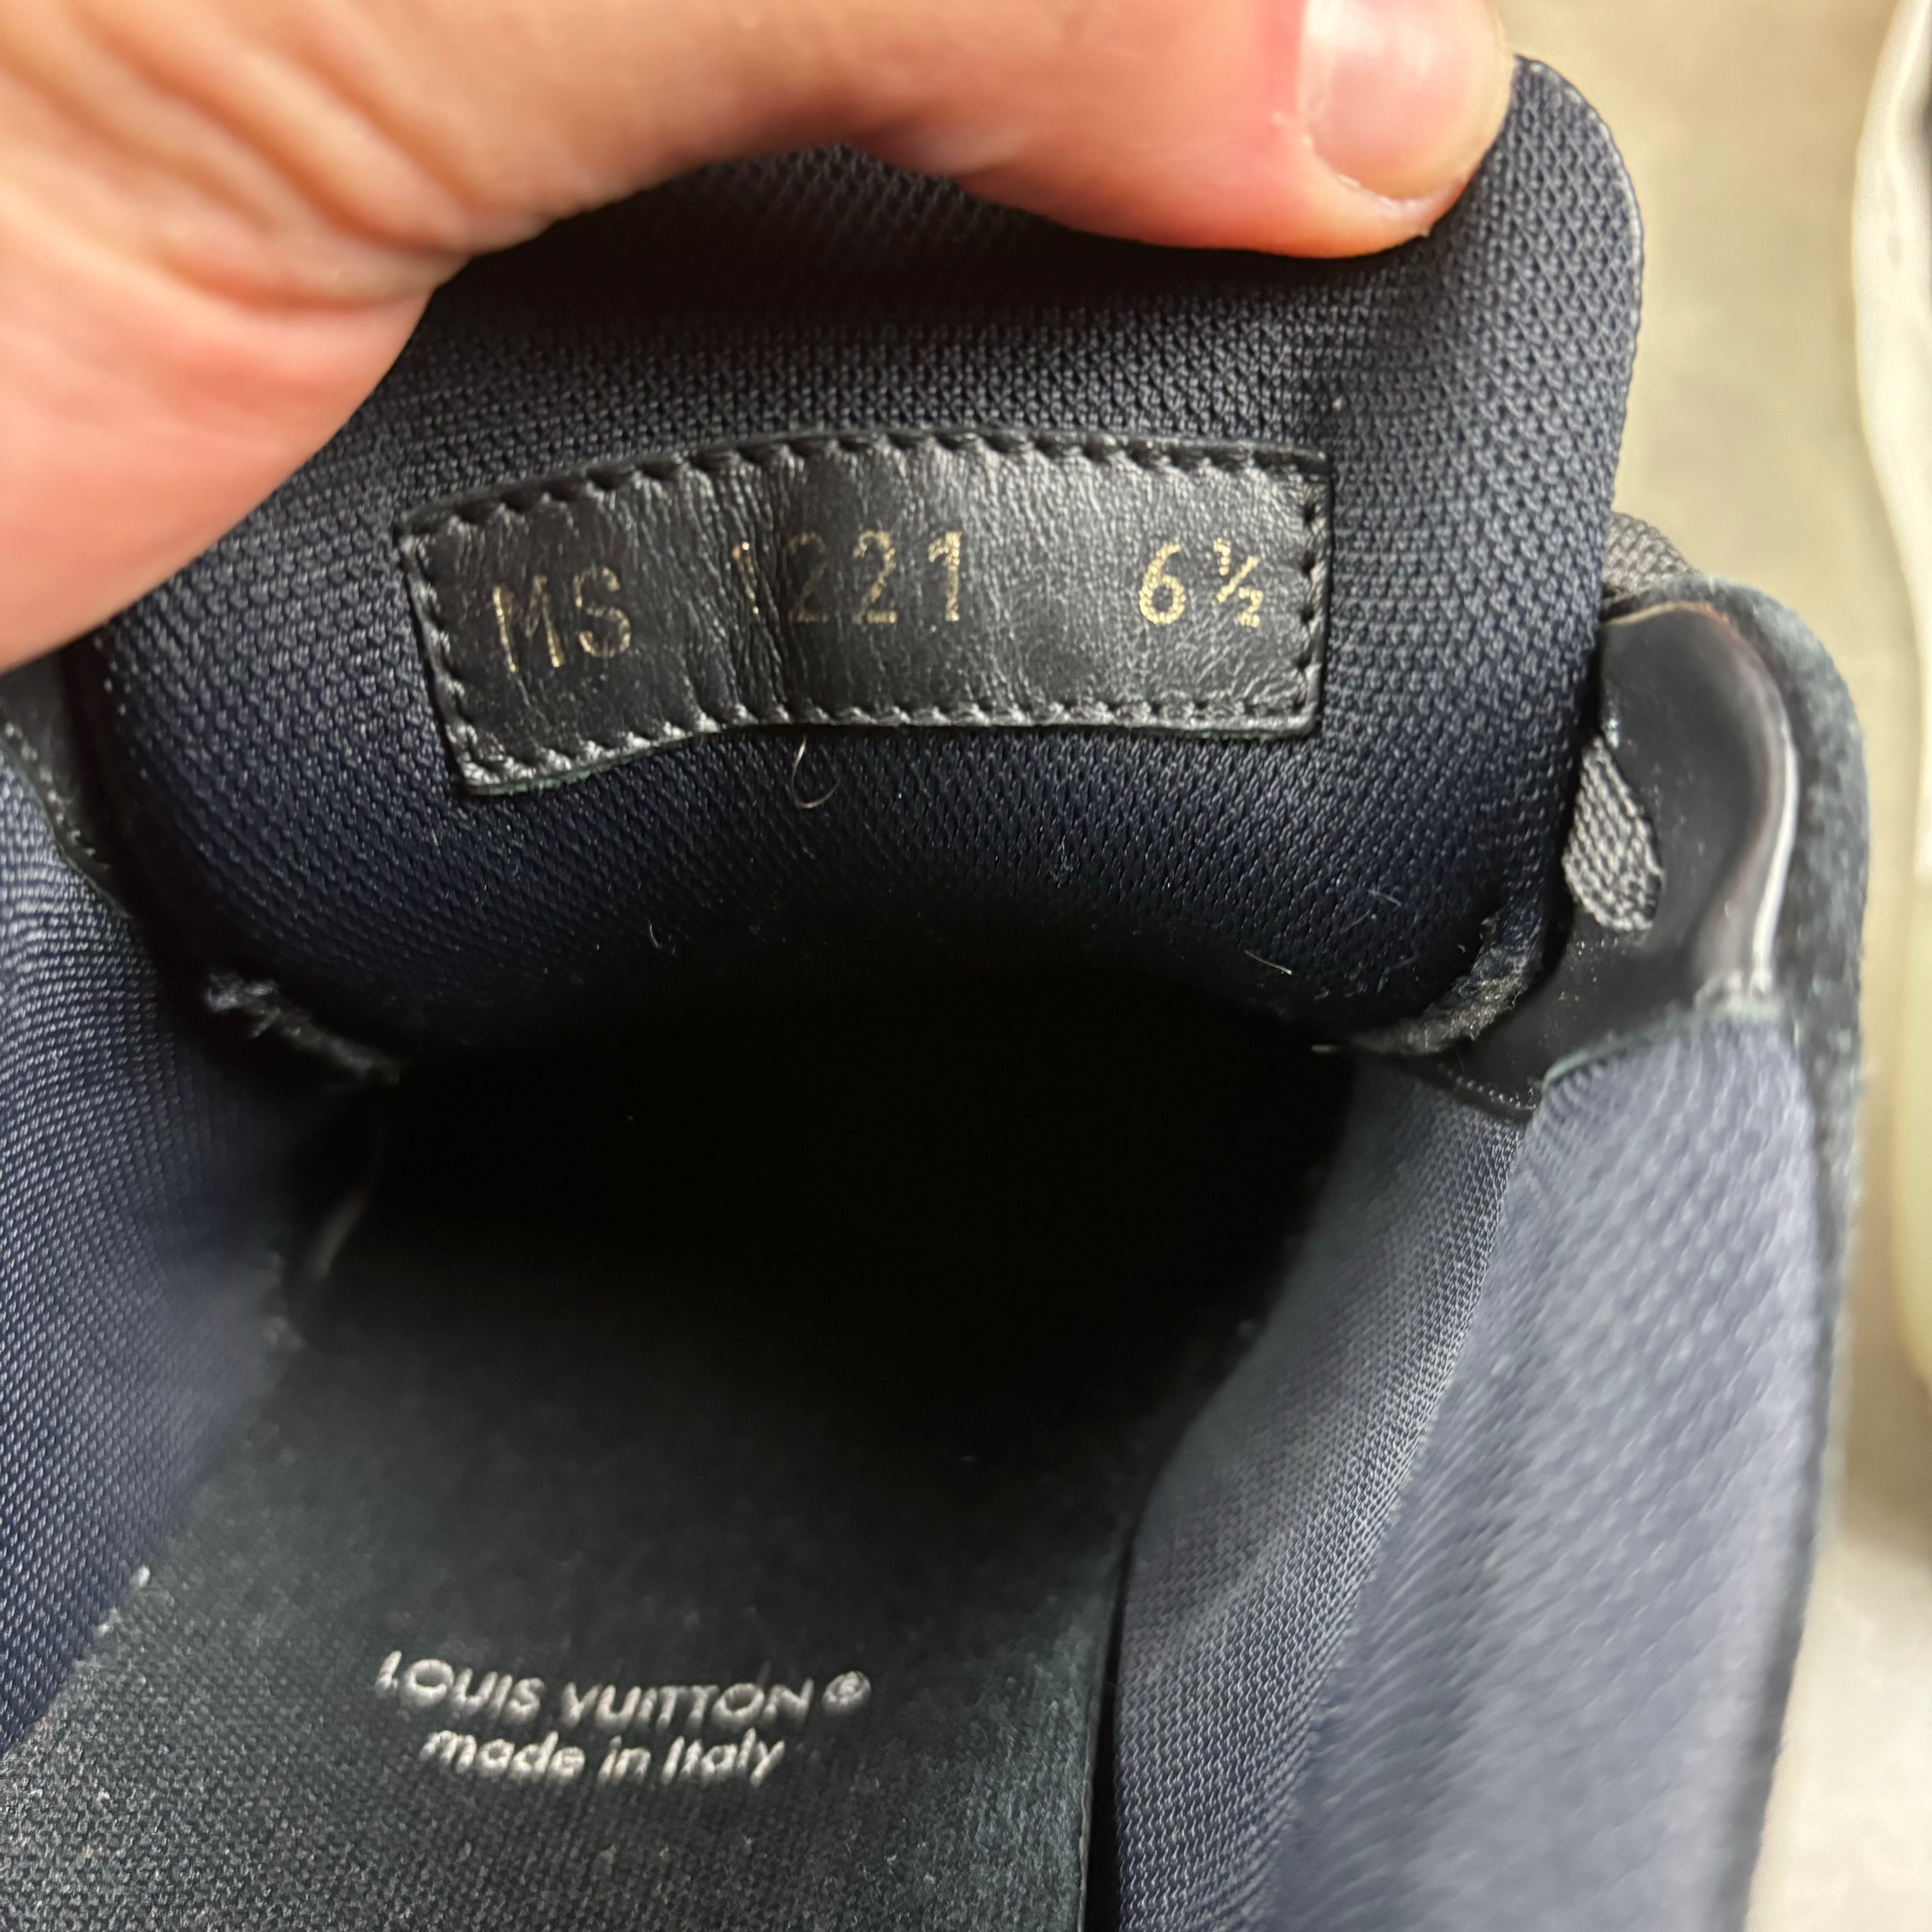 MS 1221 6½
LOUIS VUITTON®
made in Italy